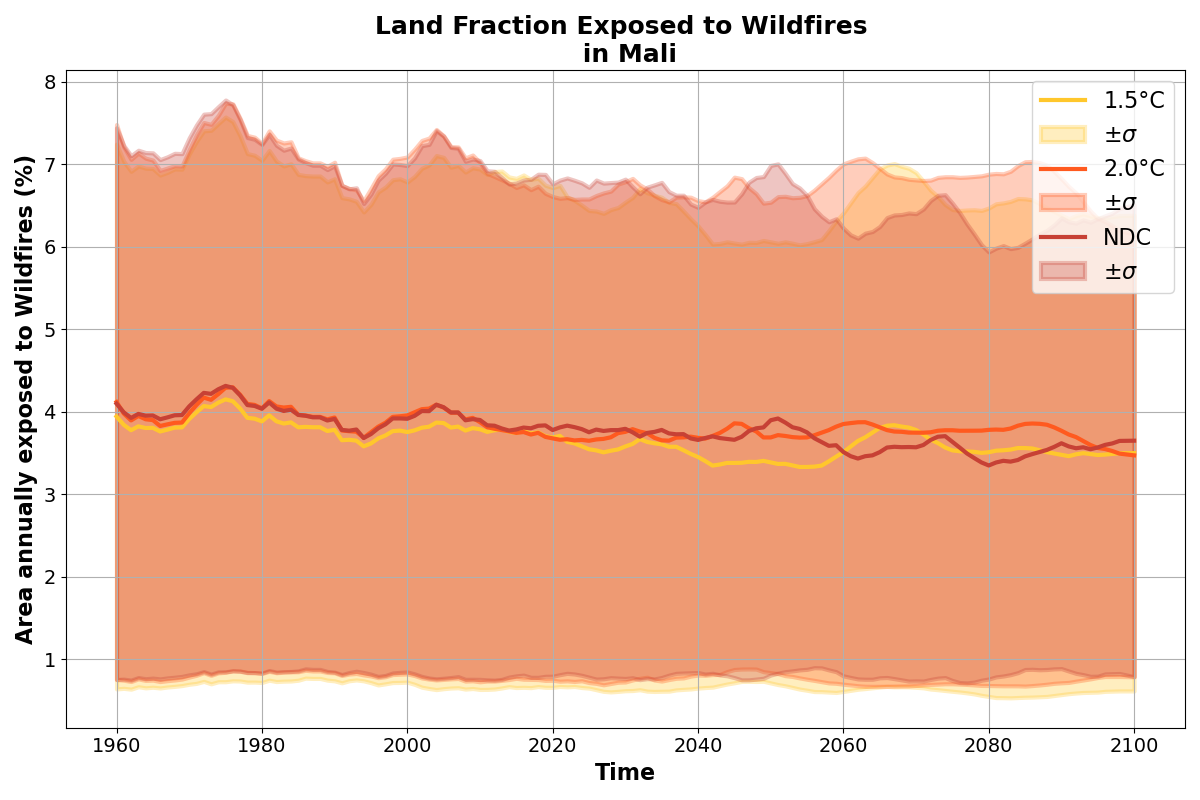 Land Fraction Exposed to Wildfires
in Mali
Area annually exposed to Wildfires (%)
8
7
6
5
4
3
2
1
1960
1980
2000
2020
2040
2060
2080
2100
Time
1.5°C
±σ
2.0°C
±σ
NDC
±σ